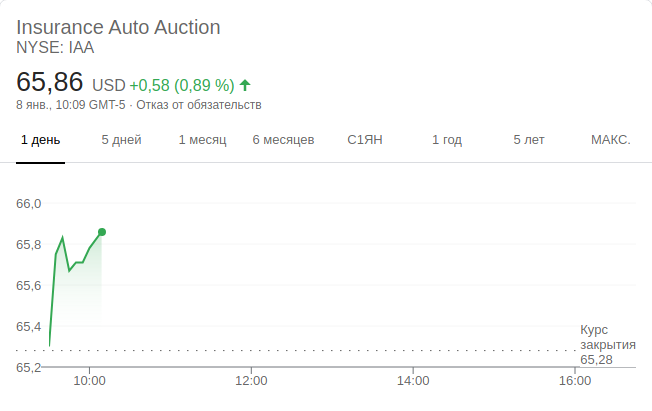 Insurance Auto Auction
NYSE: IAA
65,86 USD +0,58 (0,89 %)
8 янв., 10:09 GMT-5 · Отказ от обязательств
1 день 5 дней 1 месяц 6 месяцев С1ЯН 1 год 5 лет МАКС.
66,0
65,8
65,6
65,4
Курс
закрытия
65,28
65,2
10:00 12:00 14:00 16:00